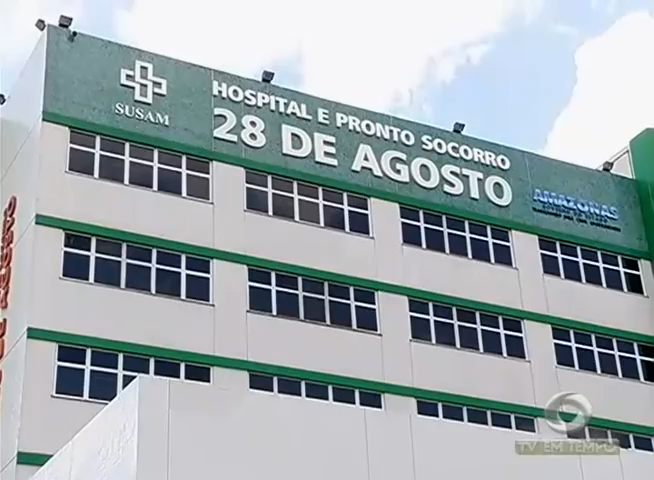 SUSAM
HOSPITAL E PRONTO SOCORRO
28 DE AGOSTO
AMAZONAS
TV EM TEMPO